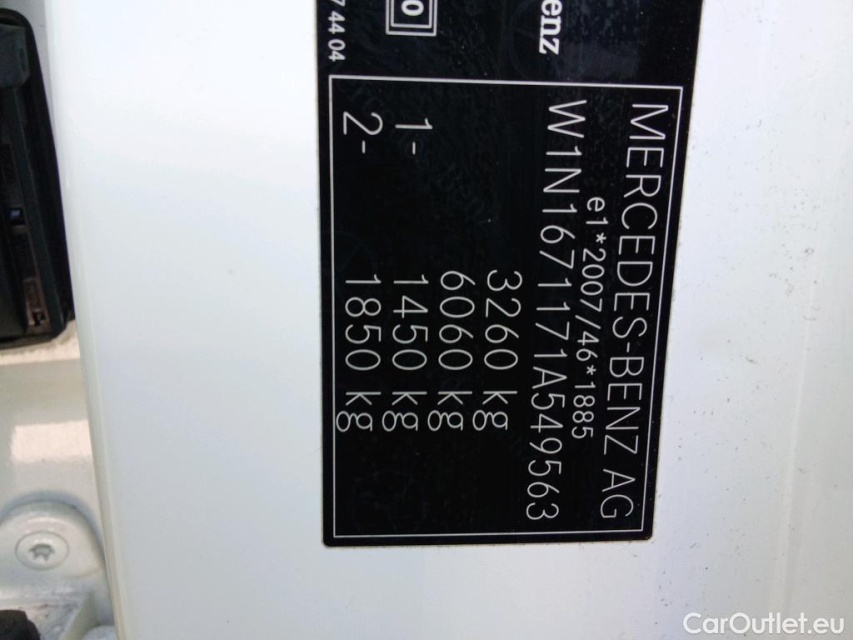 enz
0
7 44 04
MERCEDES-BENZ AG
e1*2007/46*1885
W1N1671171A549563
3260 kg
6060 kg
1- 1450 kg
2- 1850 kg
CarOutlet.eu